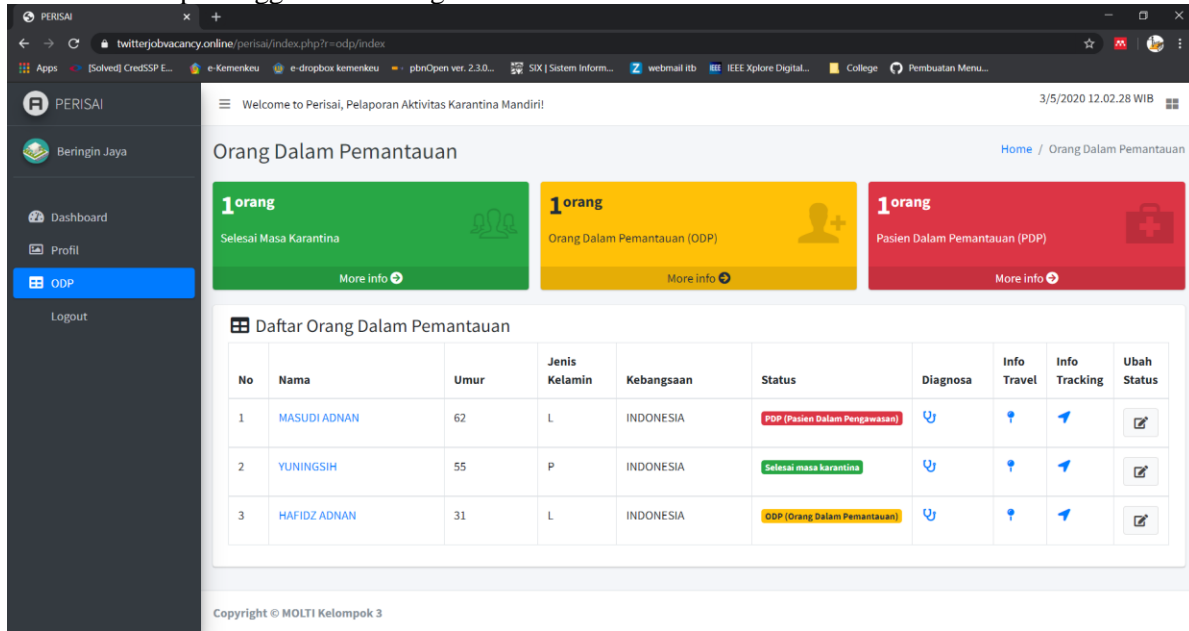 PERISAI
twitterjobvacancy.online/perisai/index.php?r=odp/index
Apps [Solved] CredSSP E... e-Kemenkeu e-dropbox kemenkeu pbnOpen ver. 2.3.0... SIX | Sistem Inform... webmail itb IEEE Xplore Digital... College Pembuatan Menu...
PERISAI
Welcome to Perisai, Pelaporan Aktivitas Karantina Mandiri!
3/5/2020 12.02.28 WIB
Beringin Jaya
Dashboard
Profil
ODP
Logout
Orang Dalam Pemantauan
Home / Orang Dalam Pemantauan
1 orang
Selesai Masa Karantina
More info
1 orang
Orang Dalam Pemantauan (ODP)
More info
1 orang
Pasien Dalam Pemantauan (PDP)
More info
Daftar Orang Dalam Pemantauan
No Nama Umur Jenis Kelamin Kebangsaan Status Diagnosa Info Travel Info Tracking Ubah Status
1 MASUDI ADNAN 62 L INDONESIA PDP (Pasien Dalam Pengawasan)
2 YUNINGSIH 55 P INDONESIA Selesai masa karantina
3 HAFIDZ ADNAN 31 L INDONESIA ODP (Orang Dalam Pemantauan)
Copyright © MOLTI Kelompok 3